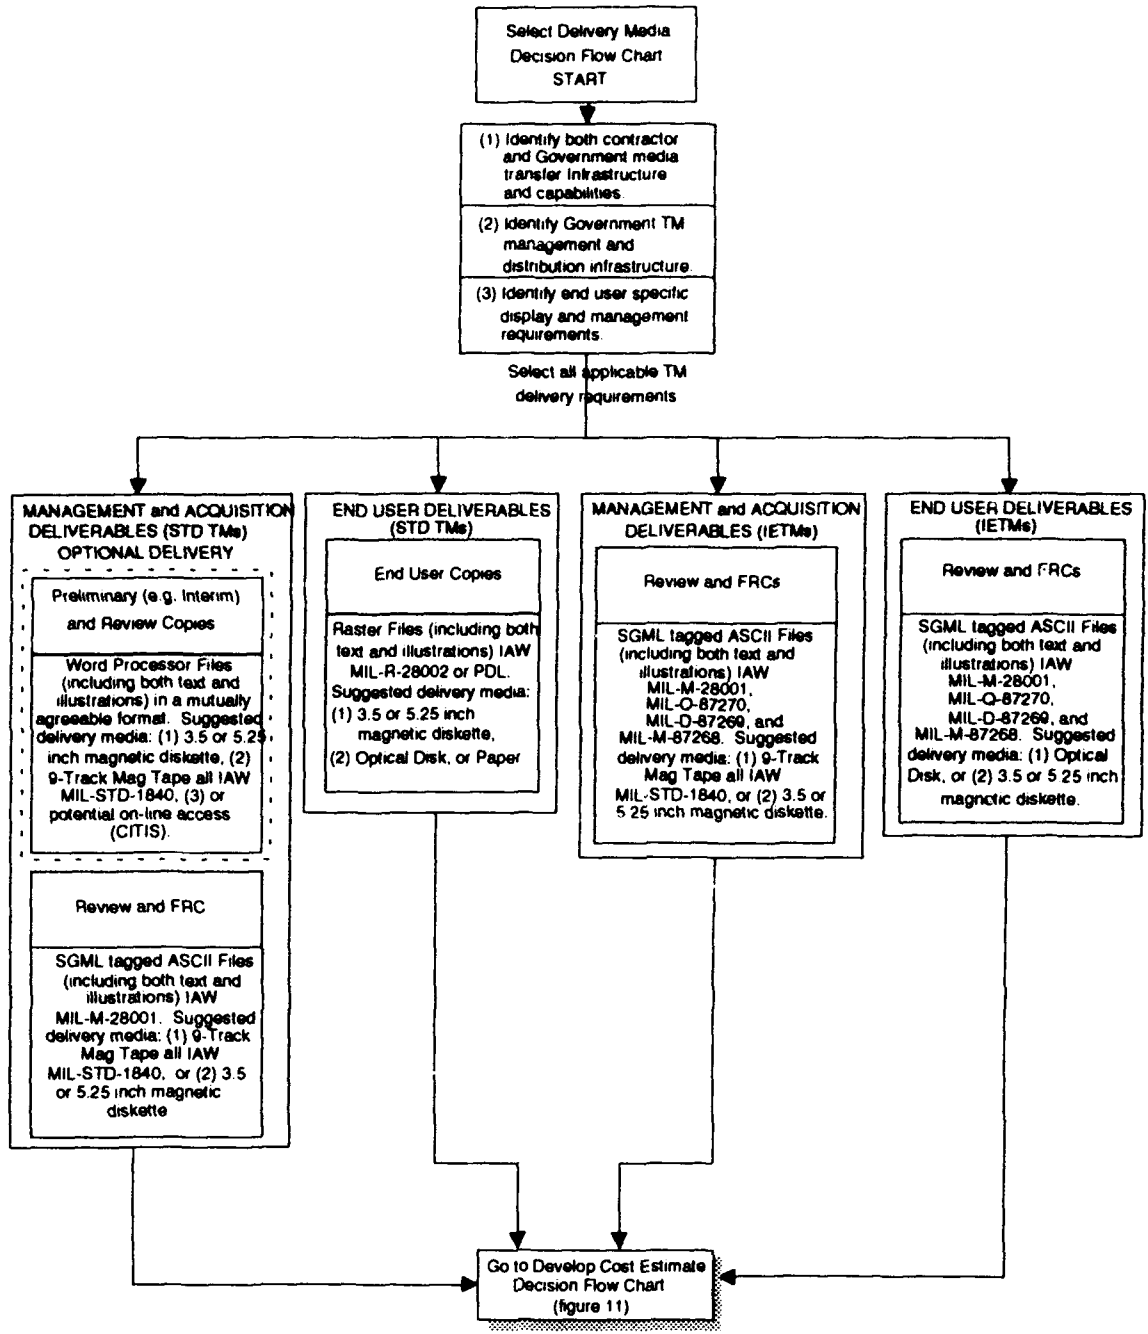 Select Delivery Media
Decision Flow Chart
START
(1) Identify both contractor
and Government media
transfer Infrastructure
and capabilities.
(2) Identify Government TM
management and
distribution infrastructure.
(3) Identify end user specific
display and management
requirements.
Select all applicable TM
delivery requirements
MANAGEMENT and ACQUISITION
DELIVERABLES (STD TMs)
OPTIONAL DELIVERY
Preliminary (e.g. Interim)
and Review Copies
Word Processor Files
(including both text and
illustrations) in a mutually
agreeable format. Suggested
delivery media: (1) 3.5 or 5.25
inch magnetic diskette, (2)
9-Track Mag Tape all IAW
MIL-STD-1840, (3) or
potential on-line access
(CITIS).
Review and FRC
SGML tagged ASCII Files
(including both text and
illustrations) IAW
MIL-M-28001. Suggested
delivery media: (1) 9-Track
Mag Tape all IAW
MIL-STD-1840, or (2) 3.5
or 5.25 inch magnetic
diskette
END USER DELIVERABLES
(STD TMs)
End User Copies
Raster Files (including both
text and illustrations) IAW
MIL-R-28002 or PDL.
Suggested delivery media:
(1) 3.5 or 5.25 inch
magnetic diskette,
(2) Optical Disk, or Paper
MANAGEMENT and ACQUISITION
DELIVERABLES (IETMs)
Review and FRCs
SGML tagged ASCII Files
(including both text and
illustrations) IAW
MIL-M-28001,
MIL-Q-87270,
MIL-D-87269, and
MIL-M-87268. Suggested
delivery media: (1) 9-Track
Mag Tape all IAW
MIL-STD-1840, or (2) 3.5 or
5.25 inch magnetic diskette.
END USER DELIVERABLES
(IETMs)
Review and FRCs
SGML tagged ASCII Files
(including both text and
illustrations) IAW
MIL-M-28001,
MIL-Q-87270,
MIL-D-87269, and
MIL-M-87268. Suggested
delivery media: (1) Optical
Disk, or (2) 3.5 or 5.25 inch
magnetic diskette.
Go to Develop Cost Estimate
Decision Flow Chart
(figure 11)